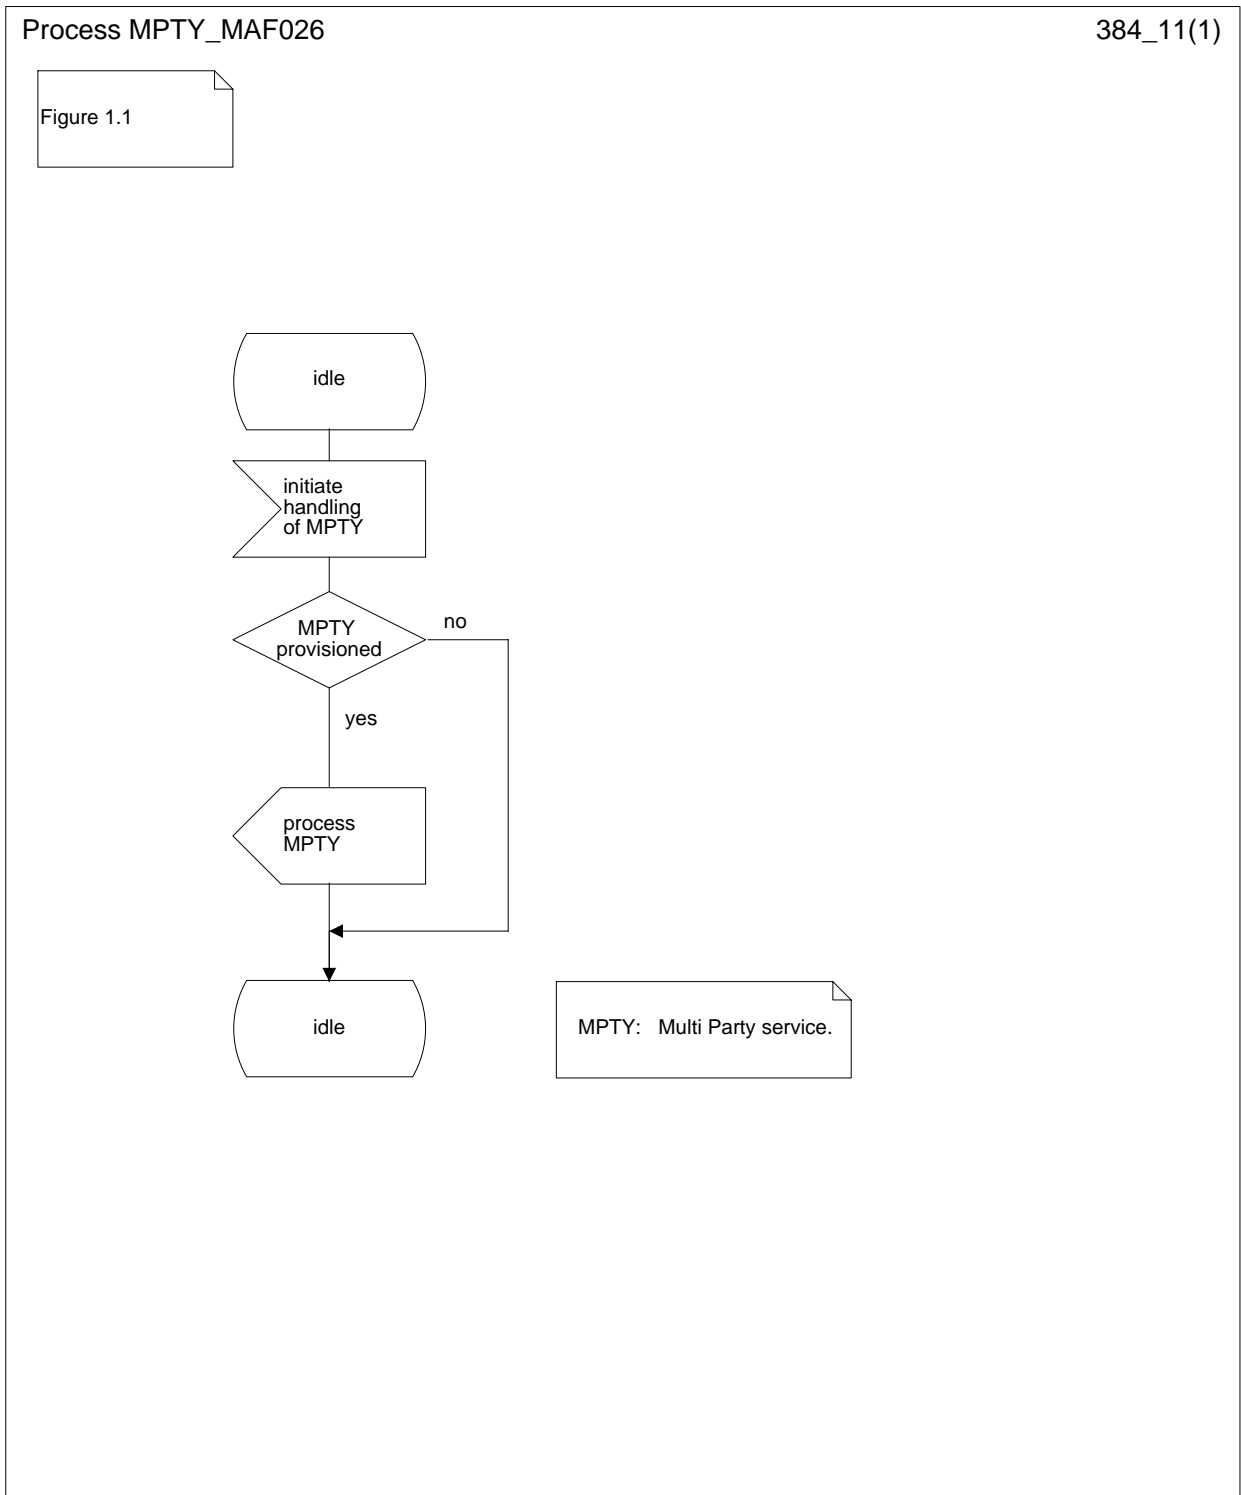 Process MPTY_MAF026
384_11(1)
Figure 1.1
idle
initiate
handling
of MPTY
MPTY
provisioned
no
yes
process
MPTY
idle
MPTY: Multi Party service.